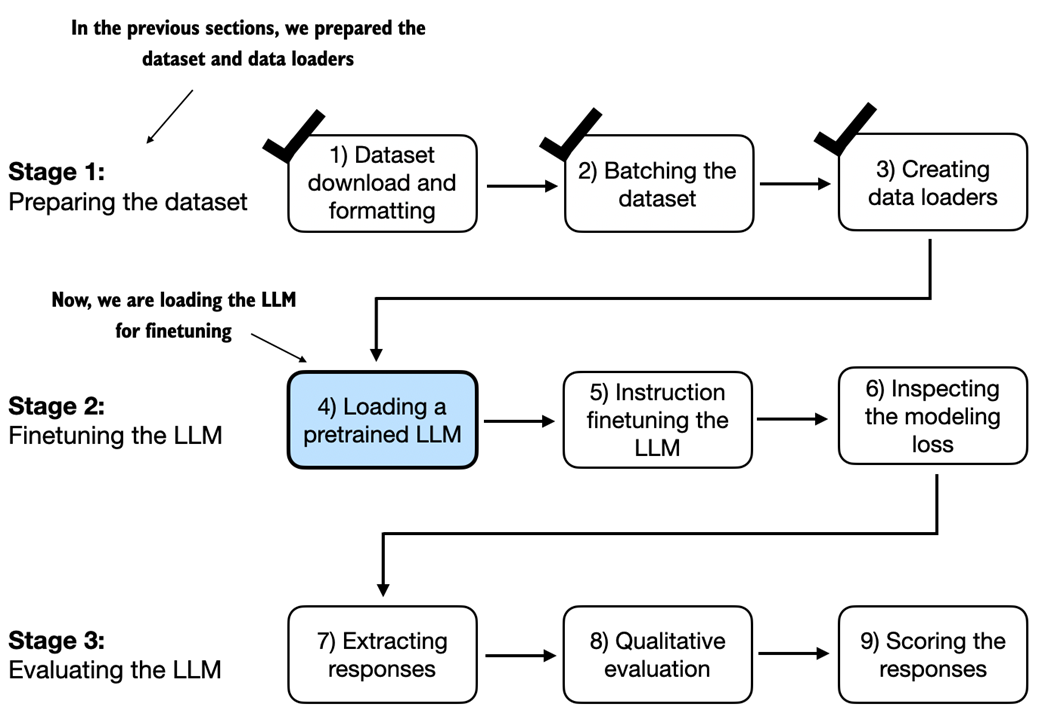 In the previous sections, we prepared the
dataset and data loaders
Stage 1:
Preparing the dataset
1) Dataset
download and
formatting
2) Batching the
dataset
3) Creating
data loaders
Now, we are loading the LLM
for finetuning
Stage 2:
Finetuning the LLM
4) Loading a
pretrained LLM
5) Instruction
finetuning the
LLM
6) Inspecting
the modeling
loss
Stage 3:
Evaluating the LLM
7) Extracting
responses
8) Qualitative
evaluation
9) Scoring the
responses